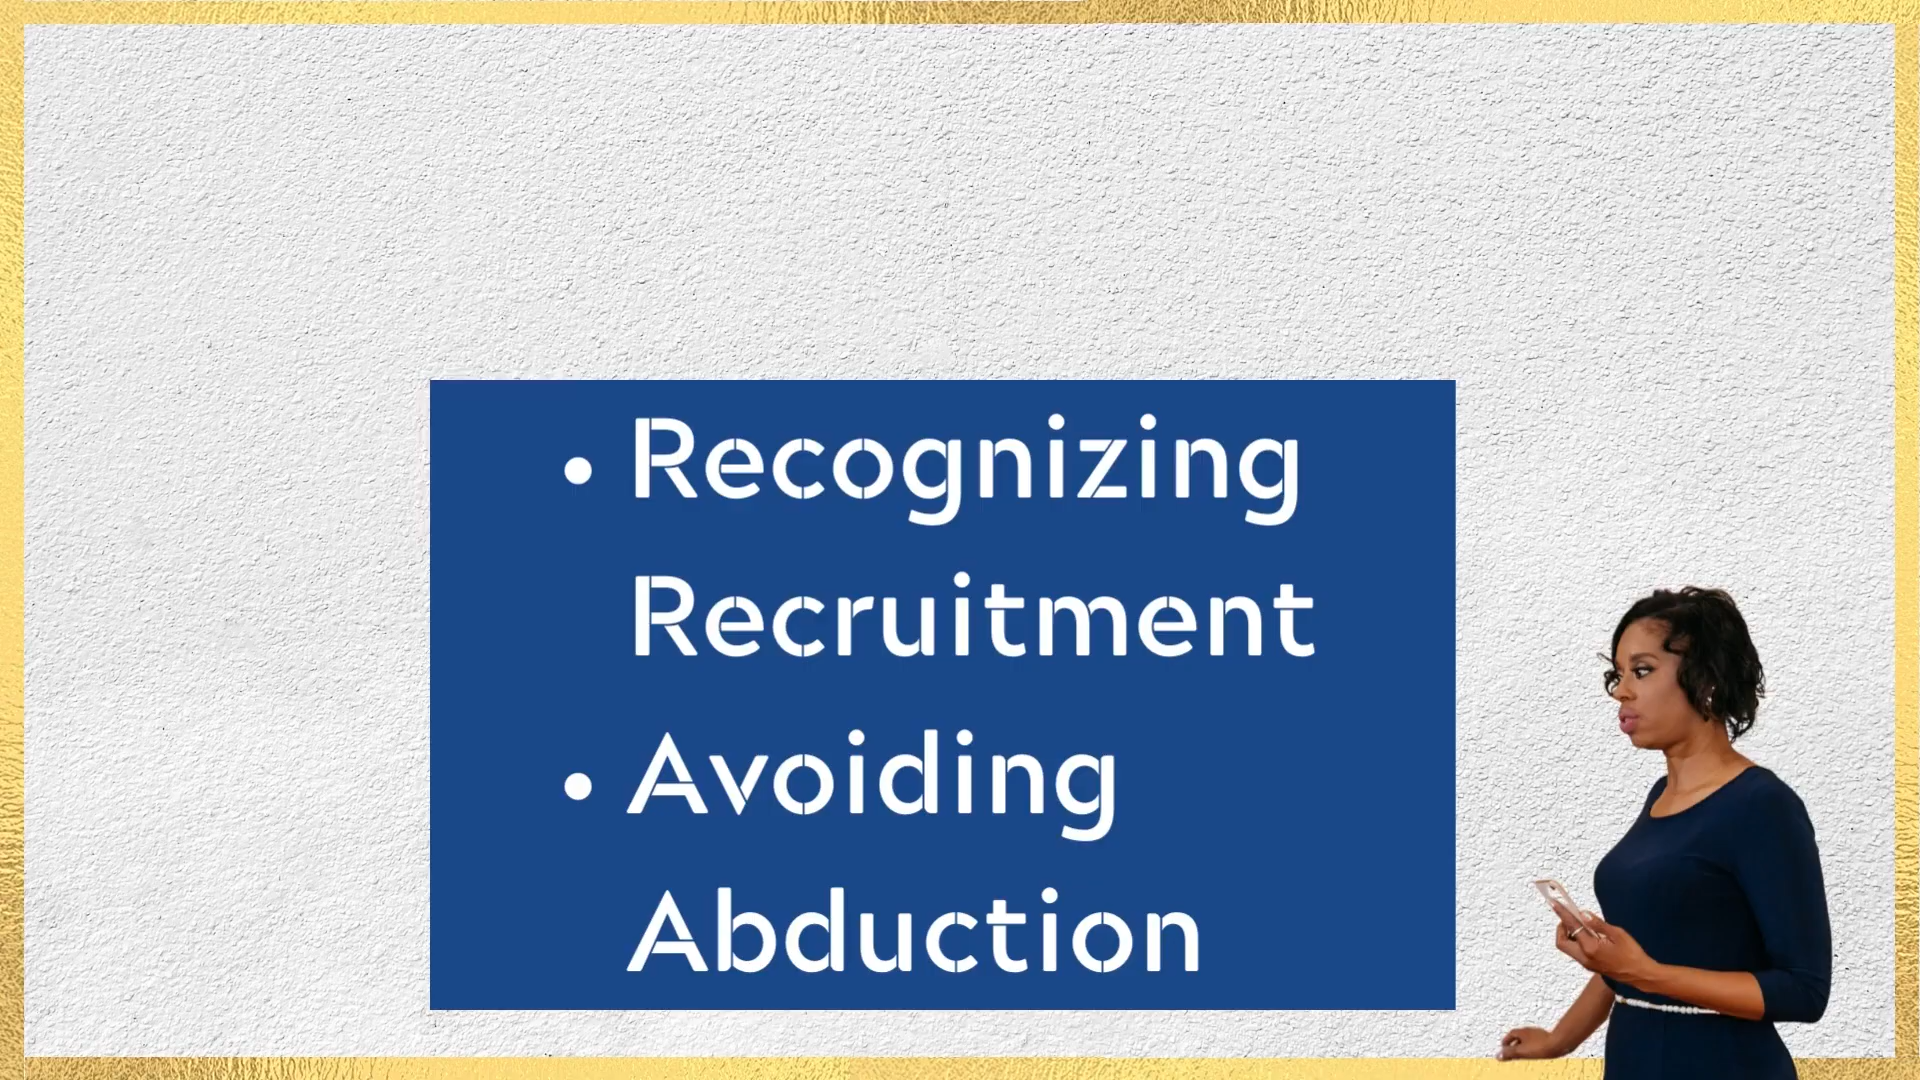 • Recognizing
Recruitment
• Avoiding
Abduction